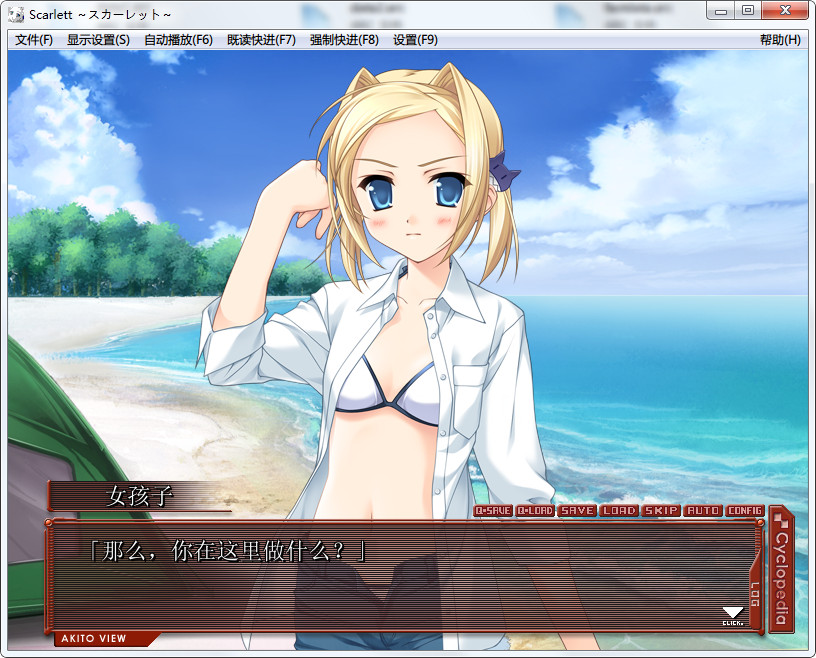 Scarlett ~スカーレット~
文件(F) 显示设置(S) 自动播放(F6) 既读快进(F7) 强制快进(F8) 设置(F9) 帮助(H)
女孩子
Q•SAVE Q•LOAD SAVE LOAD SKIP AUTO CONFIG
「那么，你在这里做什么？」
Cyclopedia
LOG
CLICK.
AKITO VIEW